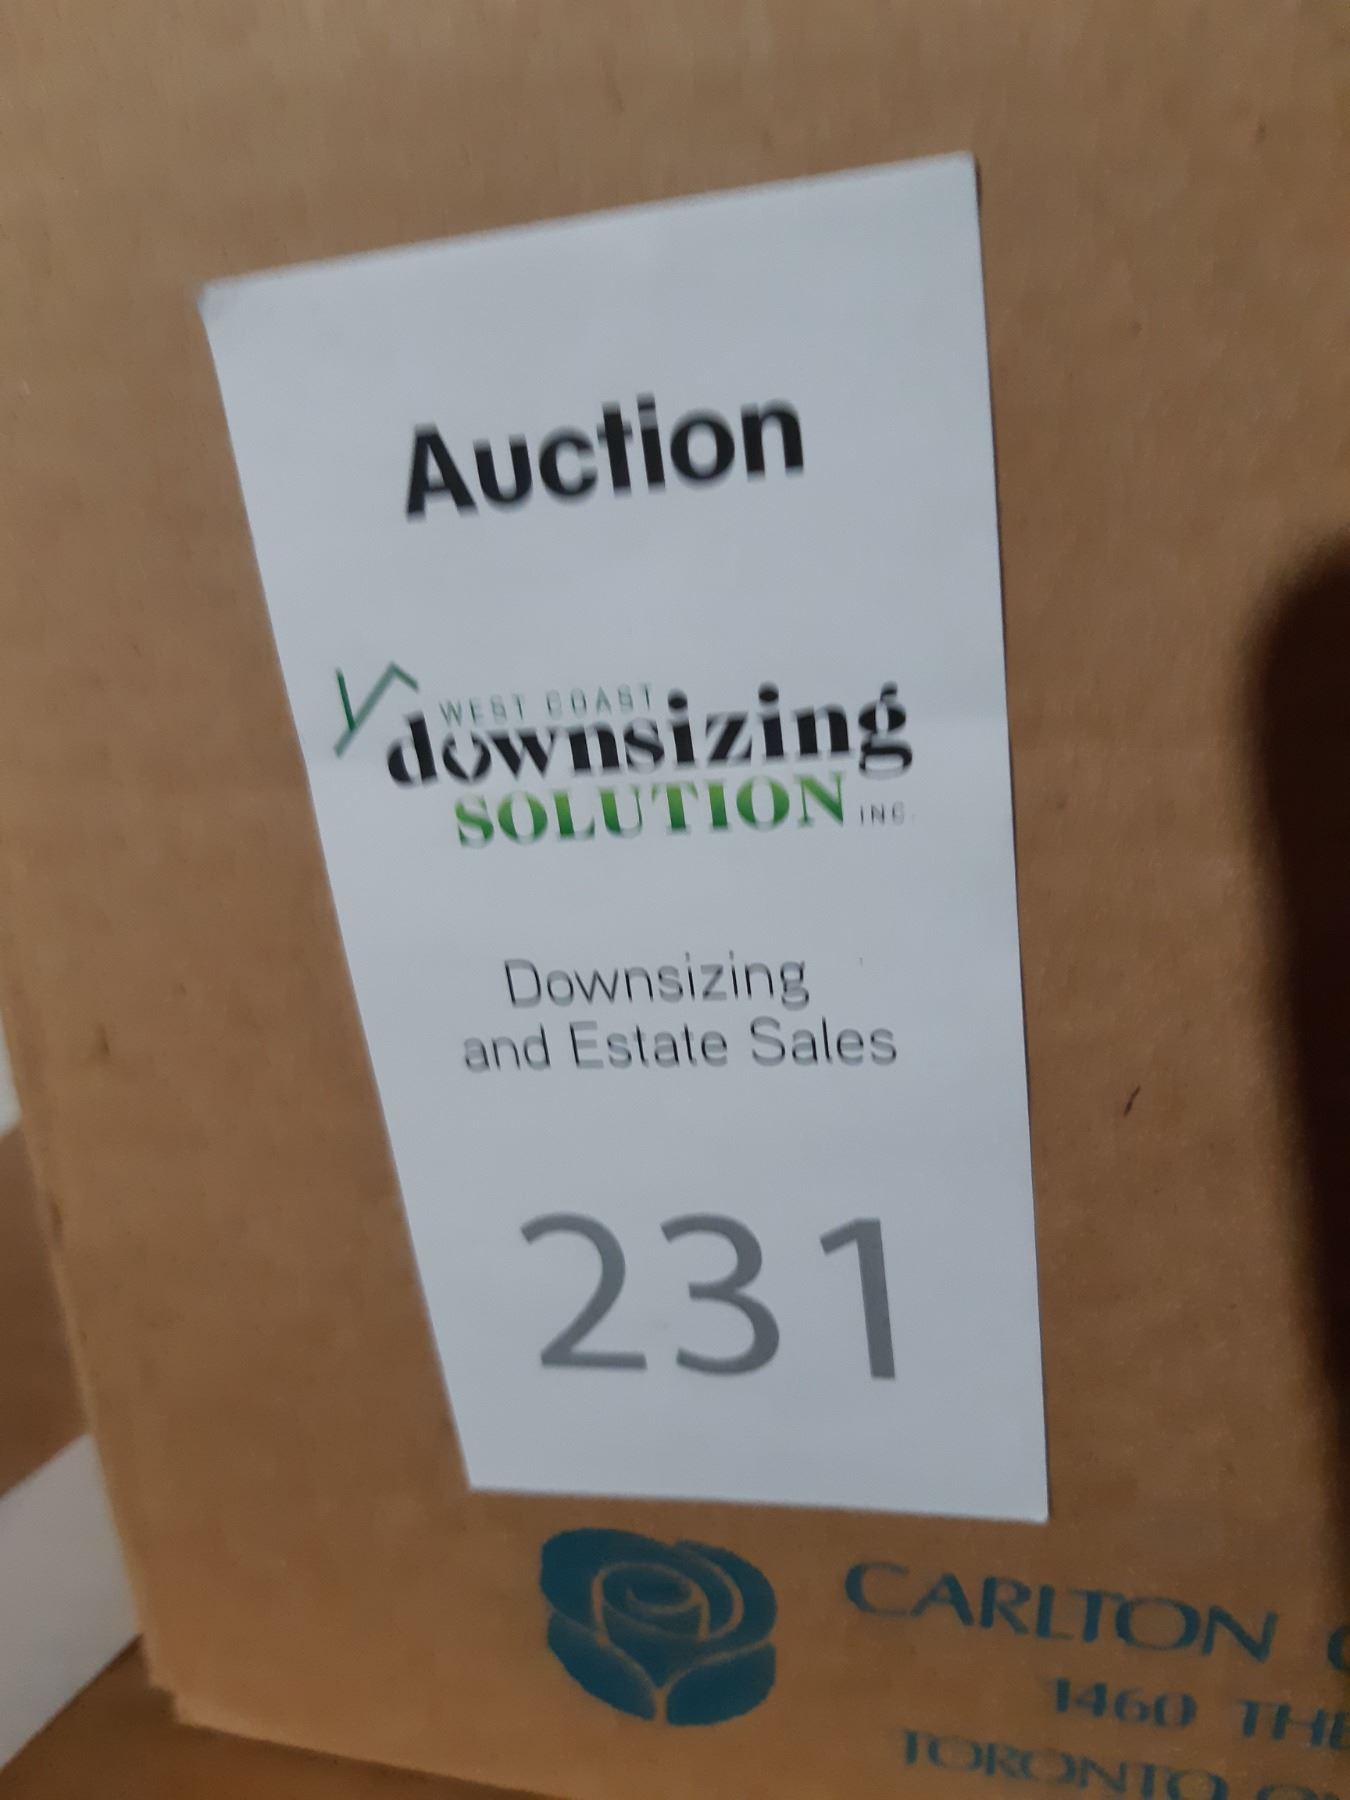 Auction
WEST COAST
downsizing
SOLUTION INC.
Downsizing
and Estate Sales
231
CARLTON
1460
TORONTO